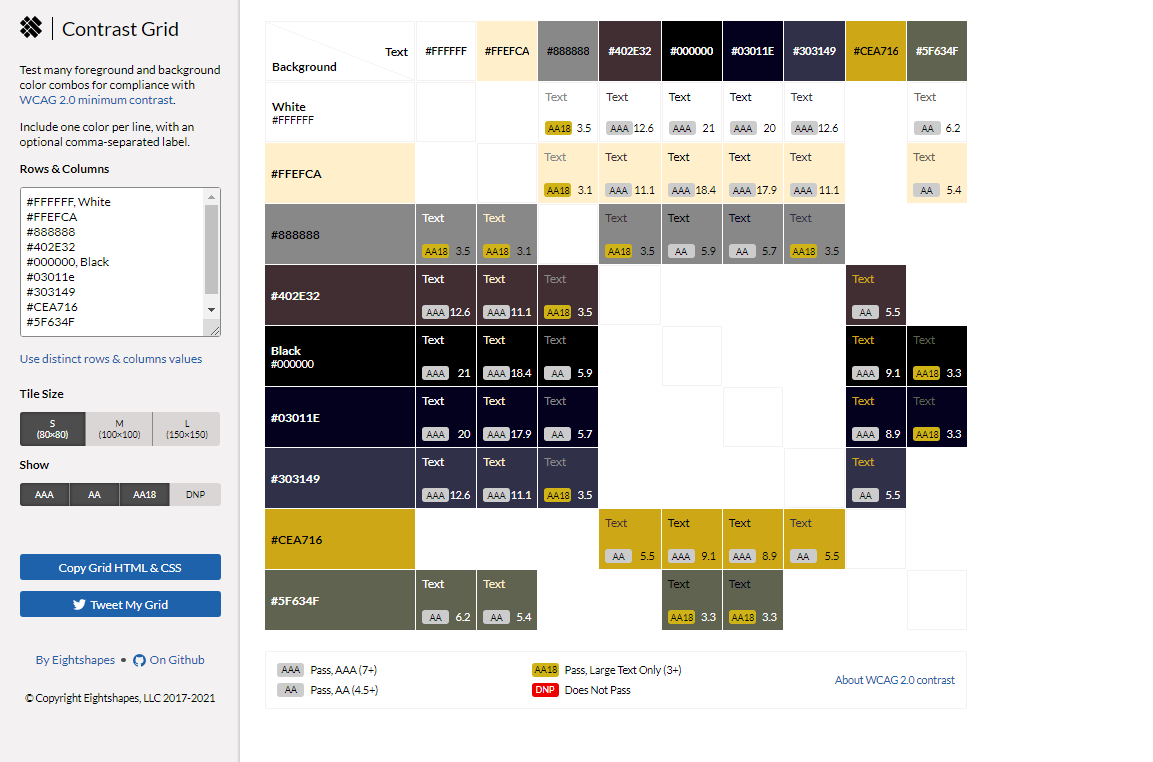 Contrast Grid
Test many foreground and background
color combos for compliance with
WCAG 2.0 minimum contrast.
Include one color per line, with an
optional comma-separated label.
Rows & Columns
#FFFFFF, White
#FFEFCA
#888888
#402E32
#000000, Black
#03011e
#303149
#CEA716
#5F634F
Use distinct rows & columns values
Tile Size
S M L
(80×80) (100×100) (150×150)
Show
AAA AA AA18 DNP
Copy Grid HTML & CSS
Tweet My Grid
By Eightshapes • On Github
© Copyright Eightshapes, LLC 2017-2021
Text #FFFFFF #FFEFCA #888888 #402E32 #000000 #03011E #303149 #CEA716 #5F634F
Background
White Text Text Text Text Text Text
#FFFFFF
AA18 3.5 AAA 12.6 AAA 21 AAA 20 AAA 12.6 AA 6.2
Text Text Text Text Text Text
#FFEFCA
AA18 3.1 AAA 11.1 AAA 18.4 AAA 17.9 AAA 11.1 AA 5.4
Text Text Text Text Text Text
#888888
AA18 3.5 AA18 3.1 AA18 3.5 AA 5.9 AA 5.7 AA18 3.5
Text Text Text Text
#402E32
AAA 12.6 AAA 11.1 AA18 3.5 AA 5.5
Text Text Text Text Text
Black
#000000
AAA 21 AAA 18.4 AA 5.9 AAA 9.1 AA18 3.3
Text Text Text Text Text
#03011E
AAA 20 AAA 17.9 AA 5.7 AAA 8.9 AA18 3.3
Text Text Text Text
#303149
AAA 12.6 AAA 11.1 AA18 3.5 AA 5.5
Text Text Text Text
#CEA716
AA 5.5 AAA 9.1 AAA 8.9 AA 5.5
Text Text Text Text
#5F634F
AA 6.2 AA 5.4 AA18 3.3 AA18 3.3
AAA Pass, AAA (7+) AA18 Pass, Large Text Only (3+)
AA Pass, AA (4.5+) DNP Does Not Pass
About WCAG 2.0 contrast